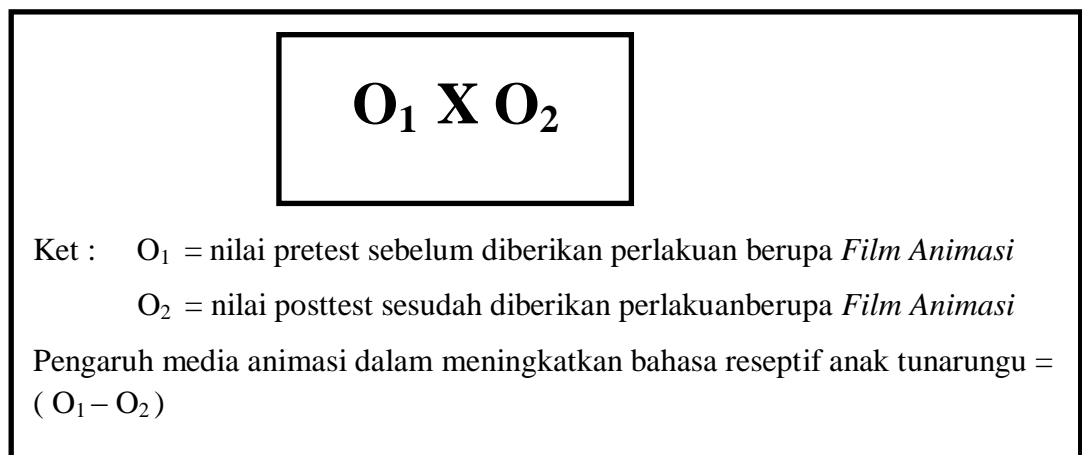 O₁ X O₂
Ket : O₁ = nilai pretest sebelum diberikan perlakuan berupa Film Animasi
O₂ = nilai posttest sesudah diberikan perlakuanberupa Film Animasi
Pengaruh media animasi dalam meningkatkan bahasa reseptif anak tunarungu =
( O₁ – O₂ )